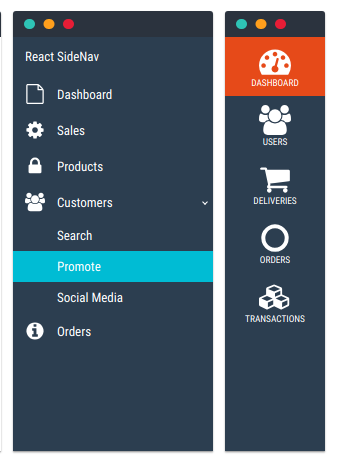 React SideNav
Dashboard
Sales
Products
Customers
Search
Promote
Social Media
Orders
DASHBOARD
USERS
DELIVERIES
ORDERS
TRANSACTIONS